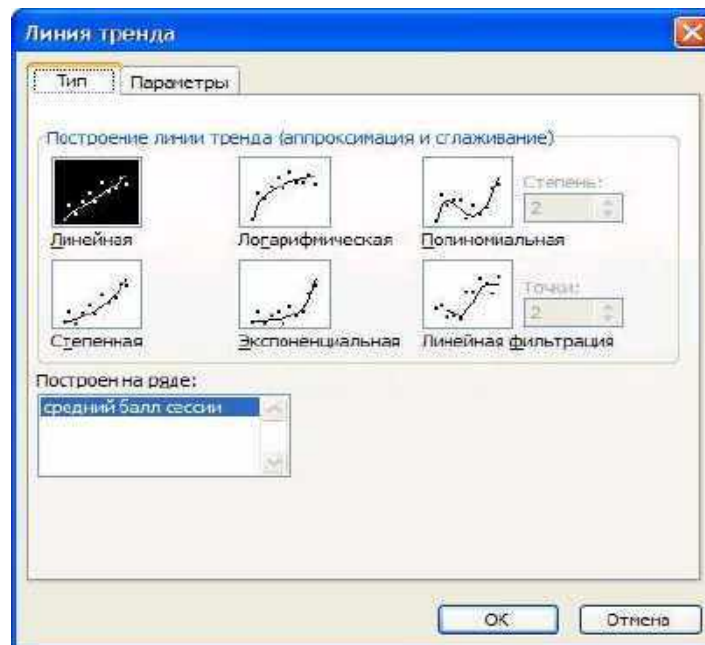 Линия тренда
Тип Параметры
Построение линии тренда (аппроксимация и сглаживание)
Степень:
2
Линейная Логарифмическая Полиномиальная
Точки:
2
Степенная Экспоненциальная Линейная фильтрация
Построен на ряде:
средний балл сессии
ОК Отмена